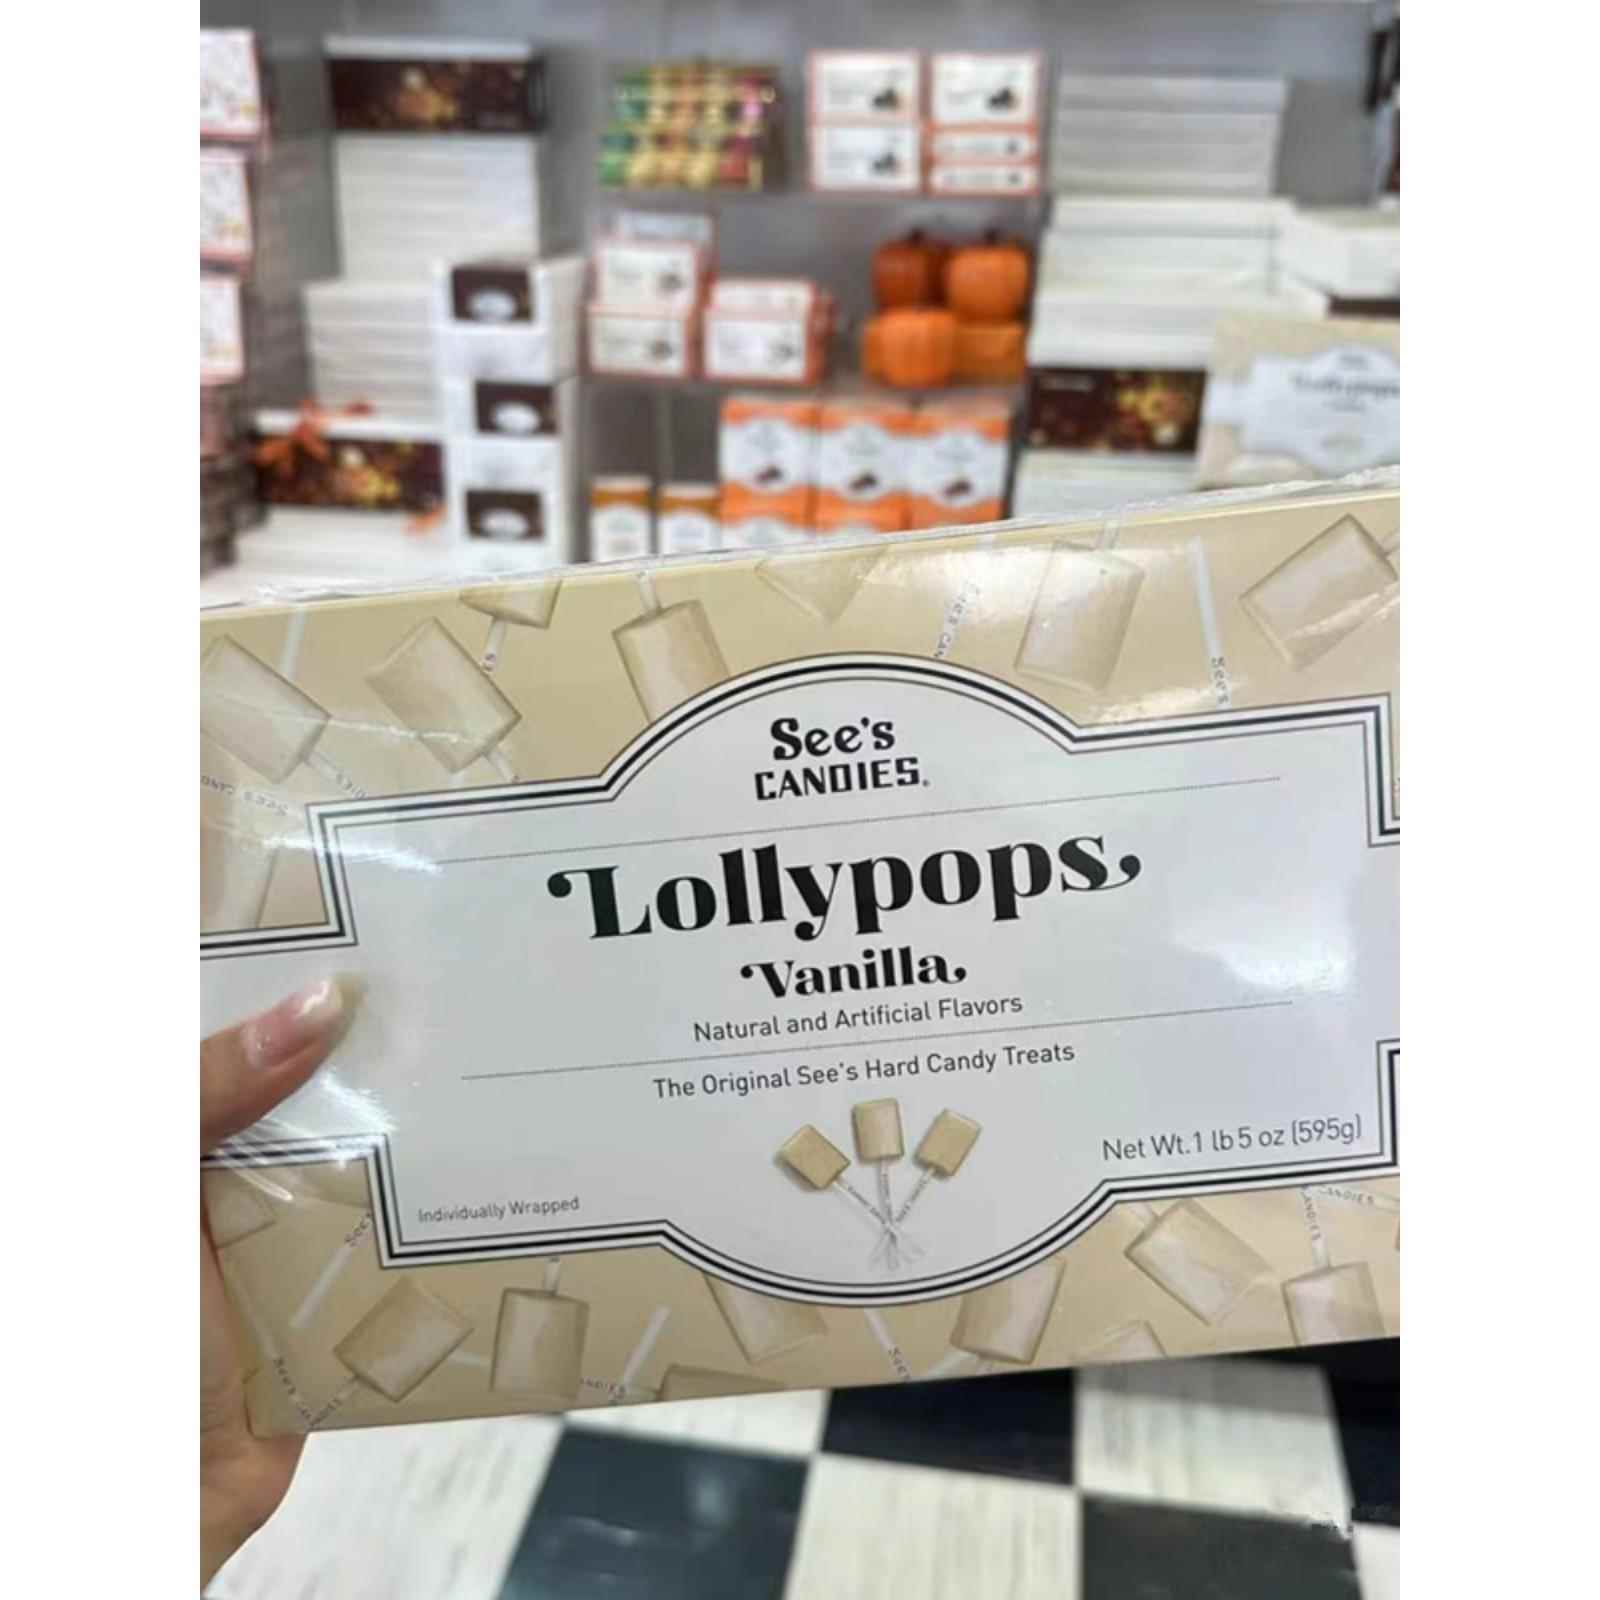 See's
CANDIES®
Lollypops
Vanilla
Natural and Artificial Flavors
The Original See's Hard Candy Treats
Net Wt. 1 lb 5 oz (595g)
Individually Wrapped